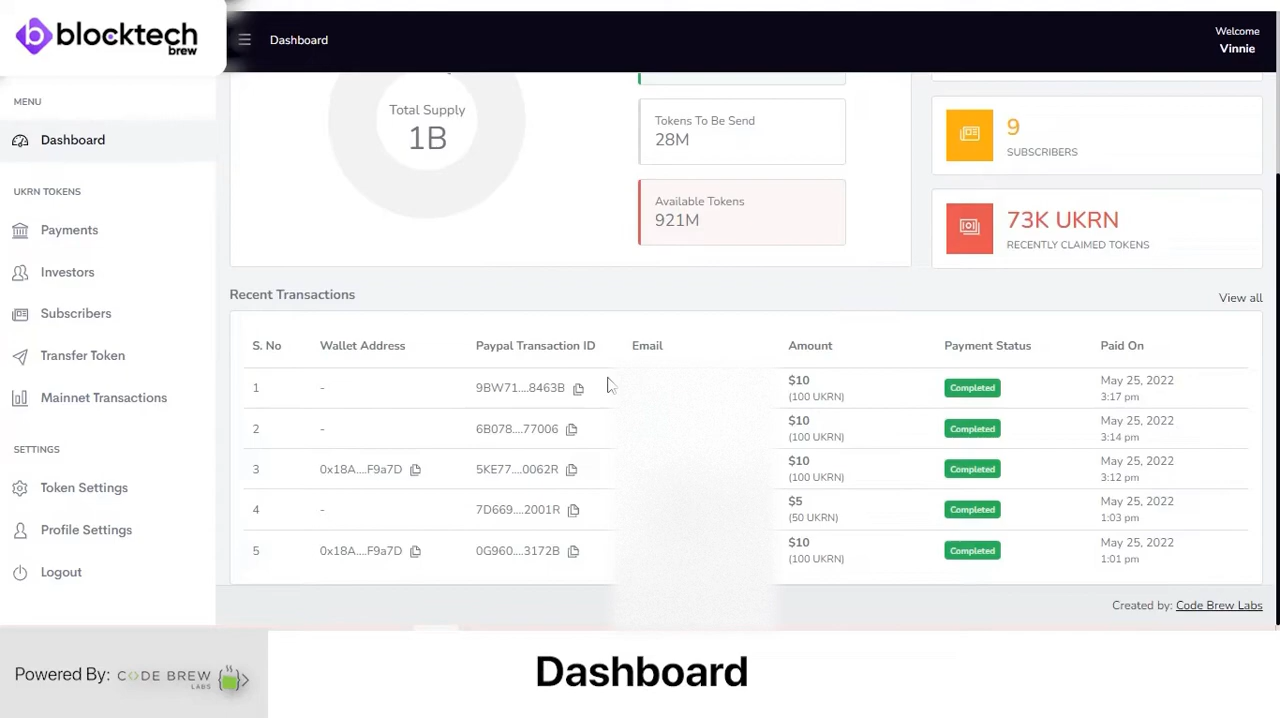 blocktech
brew
Dashboard
Welcome
Vinnie
MENU
Dashboard
UKRN TOKENS
Payments
Investors
Subscribers
Transfer Token
Mainnet Transactions
SETTINGS
Token Settings
Profile Settings
Logout
Total Supply
1B
Tokens To Be Send
28M
Available Tokens
921M
9
SUBSCRIBERS
73K UKRN
RECENTLY CLAIMED TOKENS
Recent Transactions
View all
S. No Wallet Address Paypal Transaction ID Email Amount Payment Status Paid On
1 - 9BW71....8463B $10 Completed May 25, 2022
(100 UKRN) 3:17 pm
2 - 6B078....77006 $10 Completed May 25, 2022
(100 UKRN) 3:14 pm
3 0x18A....F9a7D 5KE77....0062R $10 Completed May 25, 2022
(100 UKRN) 3:12 pm
4 - 7D669....2001R $5 Completed May 25, 2022
(50 UKRN) 1:03 pm
5 0x18A....F9a7D 0G960....3172B $10 Completed May 25, 2022
(100 UKRN) 1:01 pm
Created by: Code Brew Labs
Powered By: CODE BREW
LABS
Dashboard